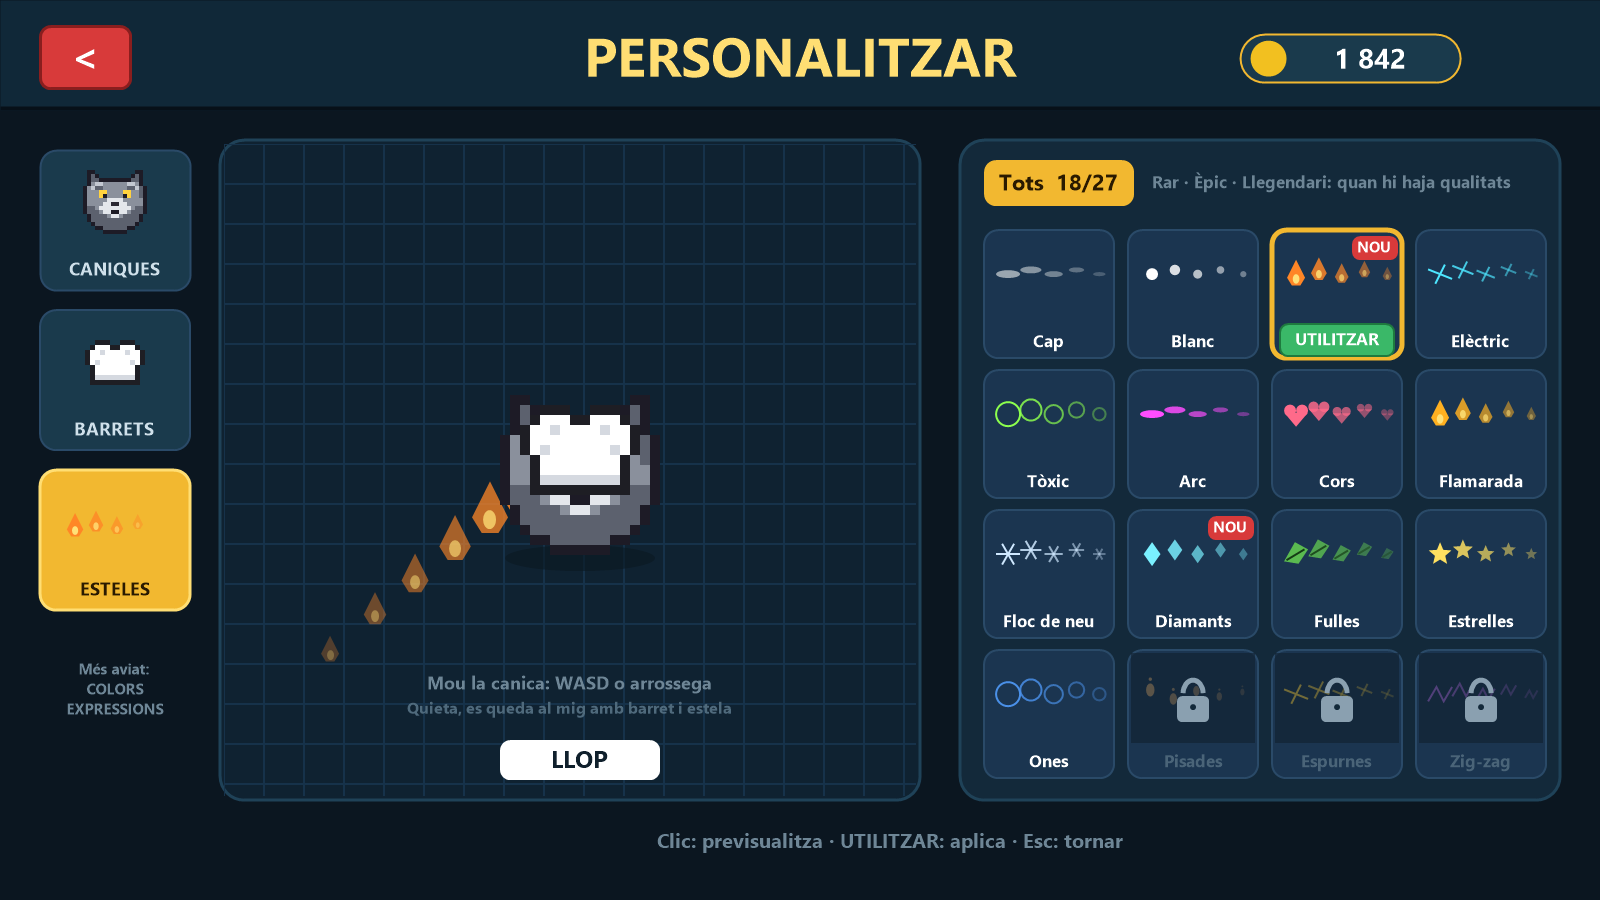 <
PERSONALITZAR
1 842
CANIQUES
BARRETS
ESTELES
Més aviat:
COLORS
EXPRESSIONS
Mou la canica: WASD o arrossega
Quieta, es queda al mig amb barret i estela
LLOP
Tots 18/27
Rar · Èpic · Llegendari: quan hi haja qualitats
Cap
Blanc
NOU
UTILITZAR
Elèctric
Tòxic
Arc
Cors
Flamarada
Floc de neu
NOU
Diamants
Fulles
Estrelles
Ones
Pisades
Espurnes
Zig-zag
Clic: previsualitza · UTILITZAR: aplica · Esc: tornar